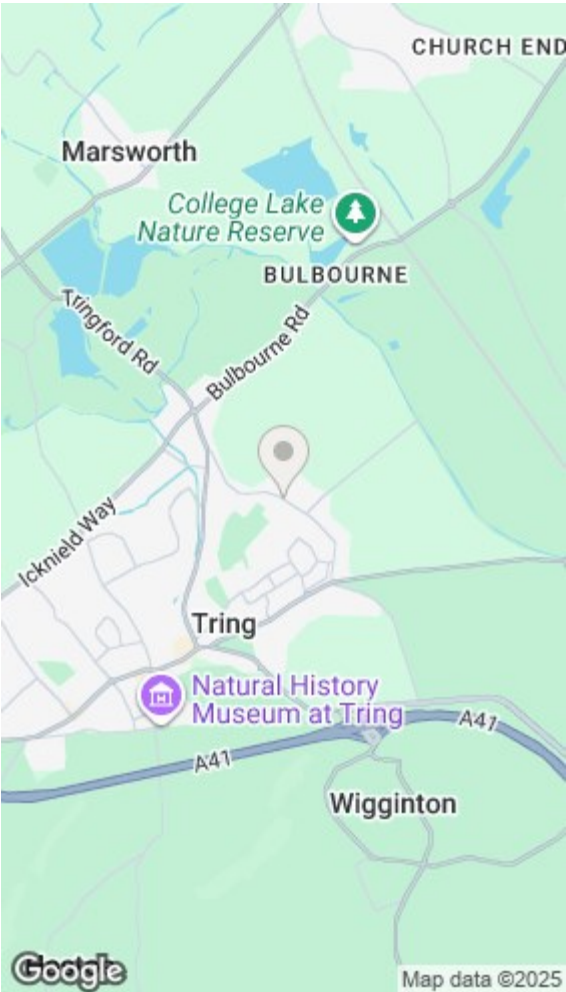 CHURCH END
Marsworth
College Lake
Nature Reserve
BULBOURNE
Tringford Rd
Bulbourne Rd
Icknield Way
Tring
Natural History
Museum at Tring
A41
A41
Wigginton
Google
Map data ©2025